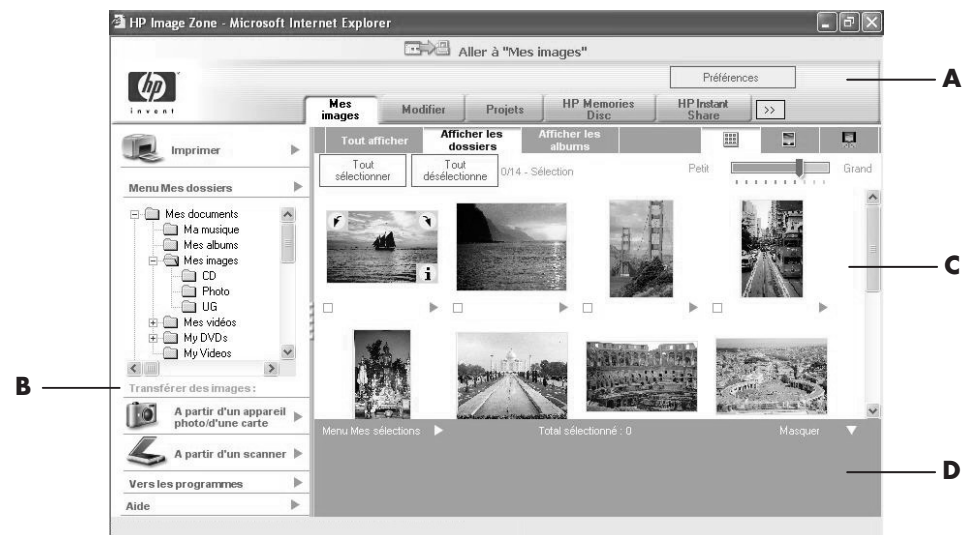 HP Image Zone - Microsoft Internet Explorer
Aller à "Mes images"
hp
invent
Préférences
A
Mes images
Modifier
Projets
HP Memories Disc
HP Instant Share
>>
Imprimer
Menu Mes dossiers
Mes documents
Ma musique
Mes albums
Mes images
CD
Photo
UG
Mes vidéos
My DVDs
My Videos
B
Transférer des images :
A partir d'un appareil
photo/d'une carte
A partir d'un scanner
Vers les programmes
Aide
Tout afficher
Afficher les dossiers
Afficher les albums
Tout sélectionner
Tout désélectionne
0/14 - Sélection
Petit
Grand
i
C
Menu Mes sélections
Total sélectionné : 0
Masquer
D